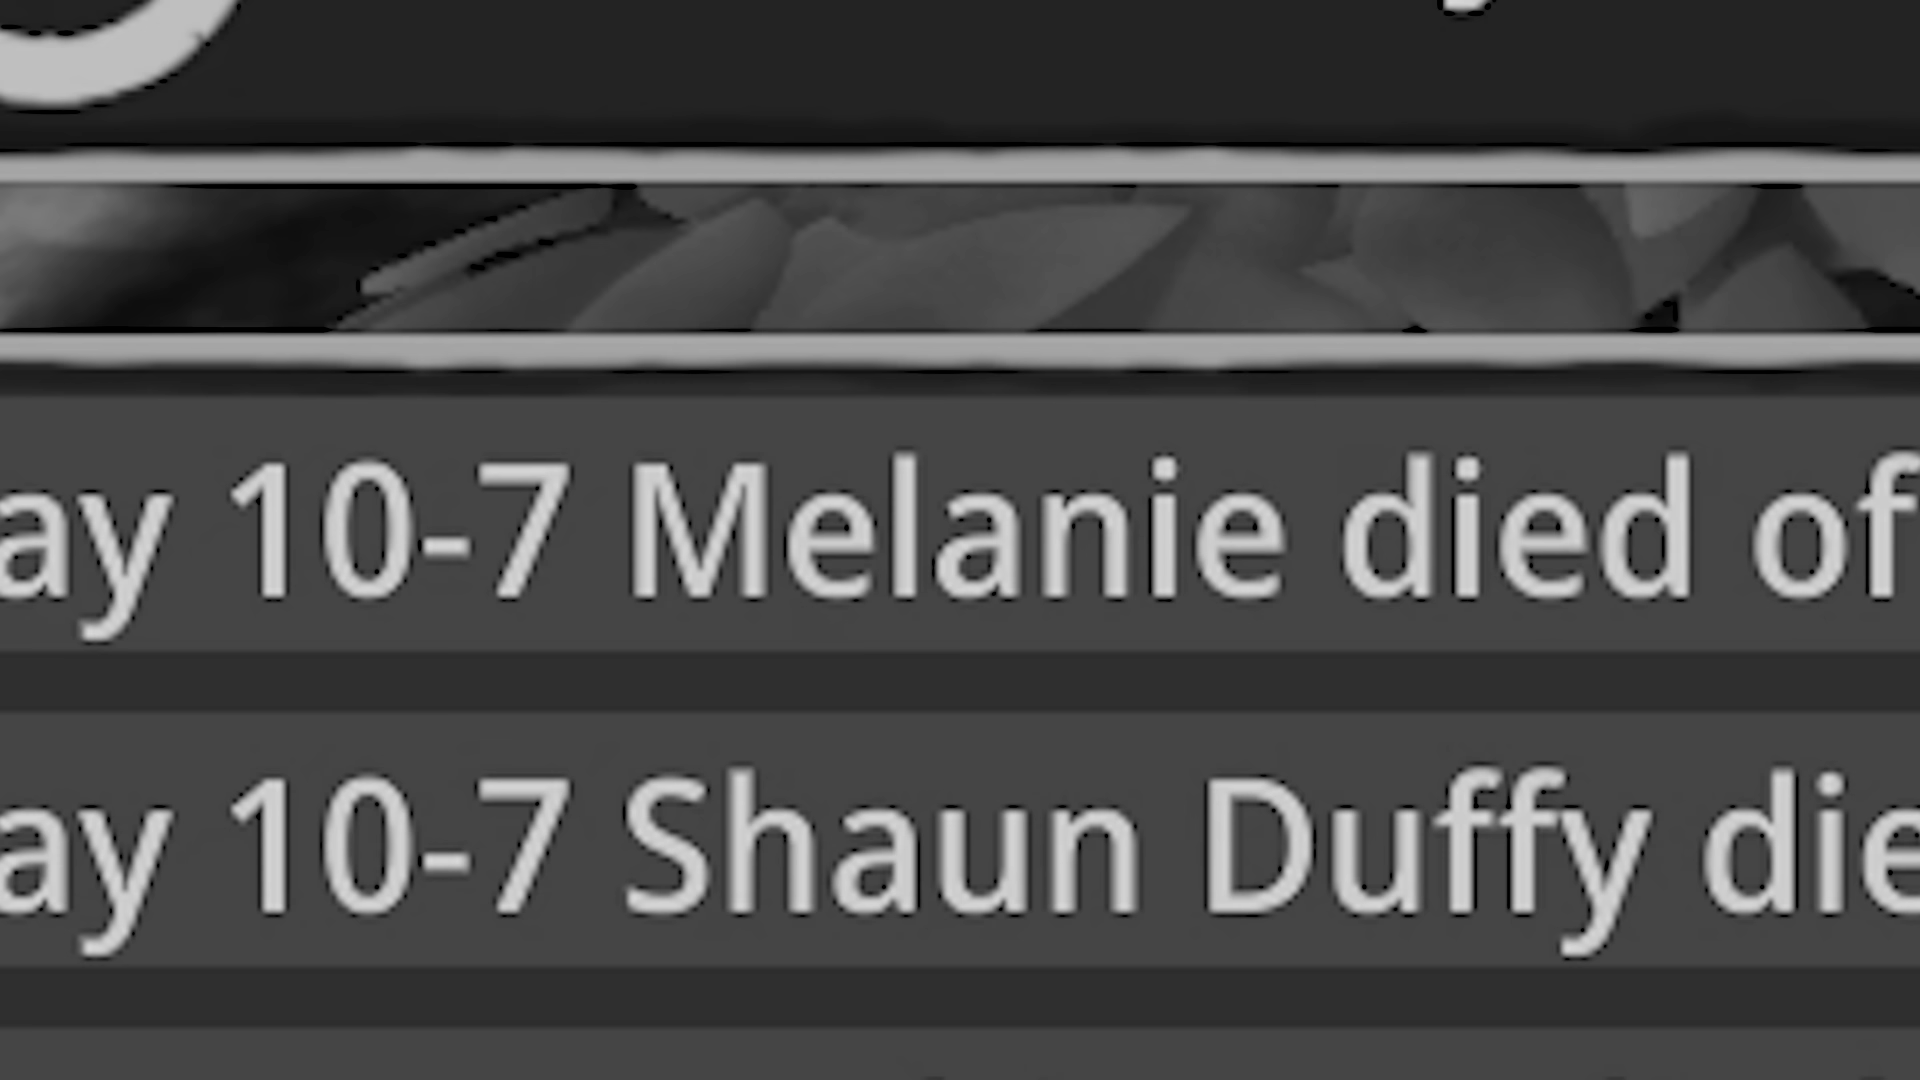 ay 10-7 Melanie died of
ay 10-7 Shaun Duffy die